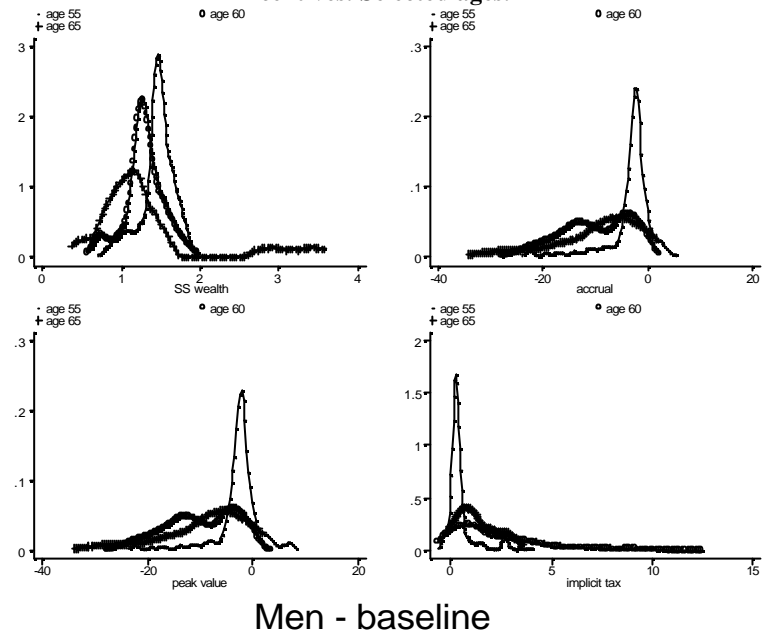 Selected ages.
- age 55 o age 60
+ age 65
3
2
1
0
0 1 2 3 4
SS wealth
- age 55 o age 60
+ age 65
.3
.2
.1
0
-40 -20 0 20
accrual
- age 55 o age 60
+ age 65
.3
.2
.1
0
-40 -20 0 20
peak value
- age 55 o age 60
+ age 65
2
1.5
1
.5
0
0 5 10 15
implicit tax
Men - baseline